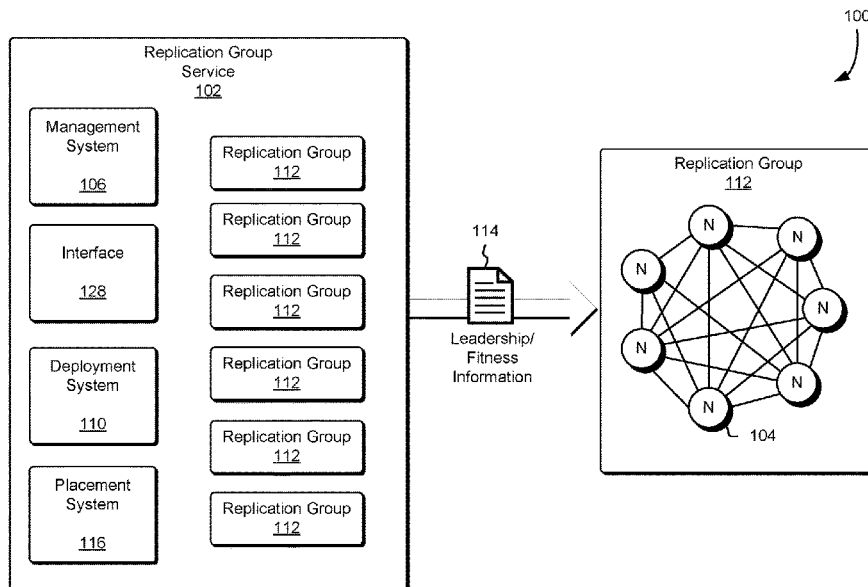 100
Replication Group
Service
102
Management
System
106
Interface
128
Deployment
System
110
Placement
System
116
Replication Group
112
Replication Group
112
Replication Group
112
Replication Group
112
Replication Group
112
Replication Group
112
114
Leadership/
Fitness
Information
Replication Group
112
N
N
N
N
N
N
N
104